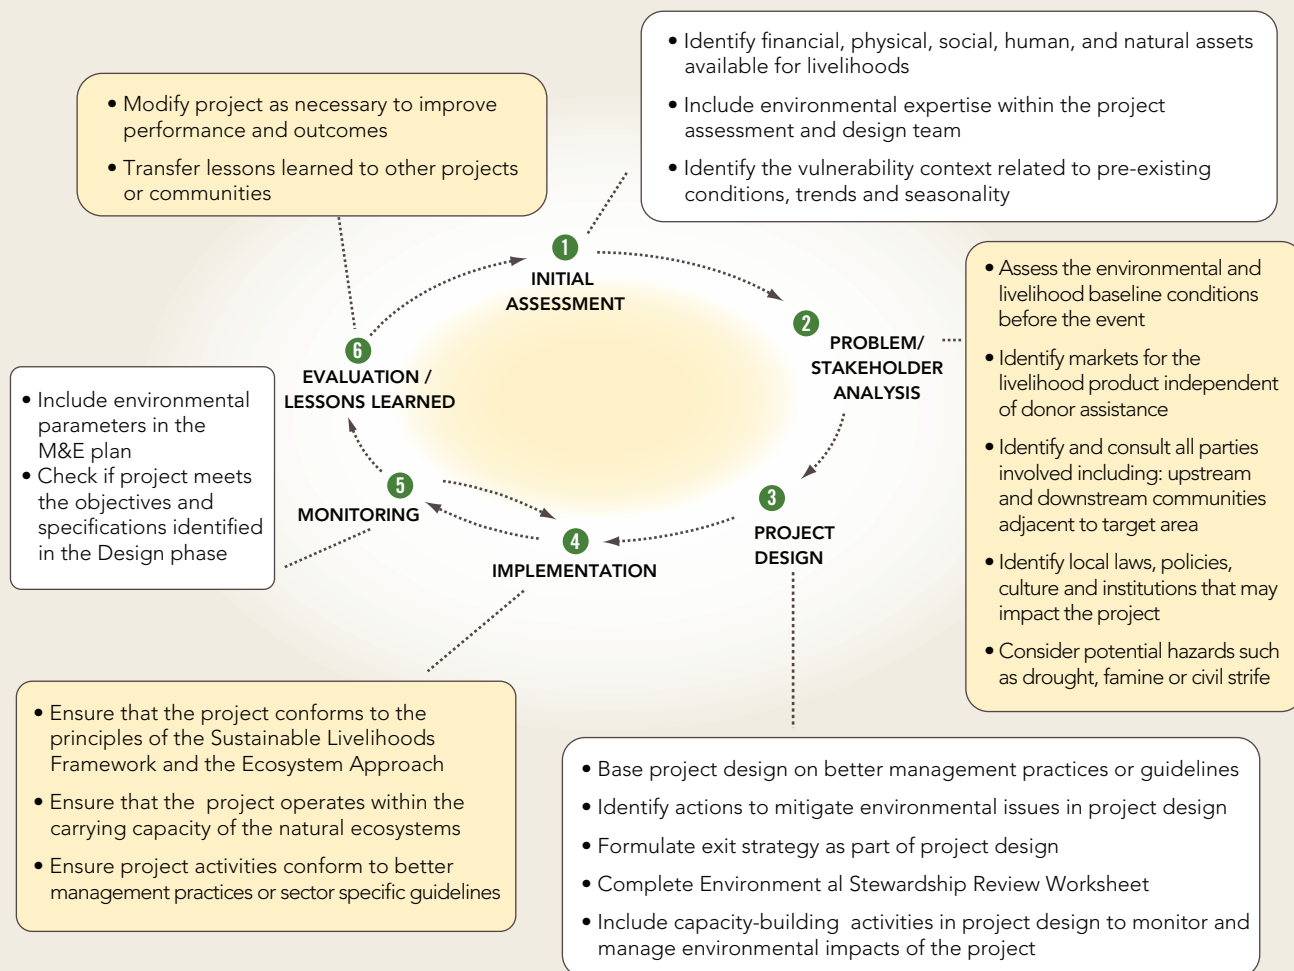 • Identify financial, physical, social, human, and natural assets
available for livelihoods
• Include environmental expertise within the project
assessment and design team
• Identify the vulnerability context related to pre-existing
conditions, trends and seasonality
• Modify project as necessary to improve
performance and outcomes
• Transfer lessons learned to other projects
or communities
1
INITIAL
ASSESSMENT
2
PROBLEM/
STAKEHOLDER
ANALYSIS
• Assess the environmental and
livelihood baseline conditions
before the event
• Identify markets for the
livelihood product independent
of donor assistance
• Identify and consult all parties
involved including: upstream
and downstream communities
adjacent to target area
• Identify local laws, policies,
culture and institutions that may
impact the project
• Consider potential hazards such
as drought, famine or civil strife
6
EVALUATION /
LESSONS LEARNED
• Include environmental
parameters in the
M&E plan
• Check if project meets
the objectives and
specifications identified
in the Design phase
5
MONITORING
3
PROJECT
DESIGN
4
IMPLEMENTATION
• Ensure that the project conforms to the
principles of the Sustainable Livelihoods
Framework and the Ecosystem Approach
• Ensure that the  project operates within the
carrying capacity of the natural ecosystems
• Ensure project activities conform to better
management practices or sector specific guidelines
• Base project design on better management practices or guidelines
• Identify actions to mitigate environmental issues in project design
• Formulate exit strategy as part of project design
• Complete Environment al Stewardship Review Worksheet
• Include capacity-building  activities in project design to monitor and
manage environmental impacts of the project